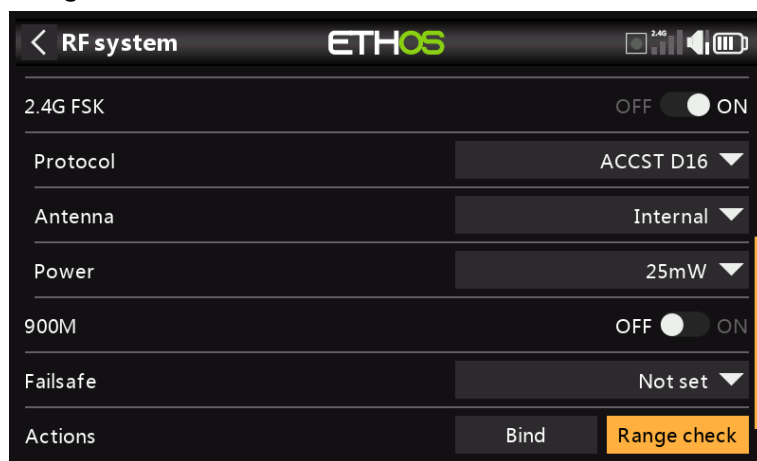 RF system ETHOS 2.4G
2.4G FSK OFF ON
Protocol ACCST D16
Antenna Internal
Power 25mW
900M OFF ON
Failsafe Not set
Actions Bind Range check